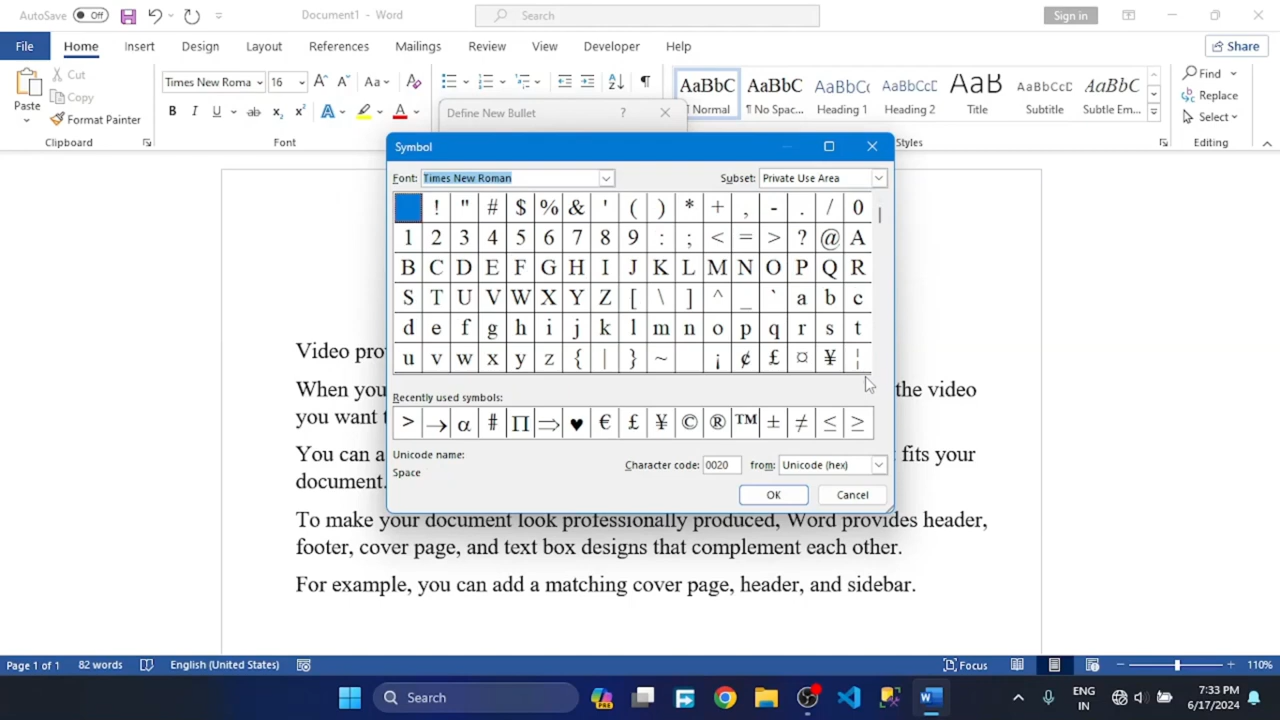 AutoSave Off Document1 - Word Search Sign in
File Home Insert Design Layout References Mailings Review View Developer Help Share
Paste Cut Copy Format Painter Clipboard
Times New Roma 16 Aa
B I U ab x₂ x² A A
Font
Define New Bullet ?
AaBbC Normal AaBbCc No Spac... AaBbCc Heading 1 AaBbCc Heading 2 AaB Title AaBbCcC Subtitle AaBbCc Subtle Em...
Styles
Find Replace Select Editing
Symbol
Font: Times New Roman Subset: Private Use Area
! " # $ % & ' ( ) * + , - . / 0
1 2 3 4 5 6 7 8 9 : ; < = > ? @ A
B C D E F G H I J K L M N O P Q R
S T U V W X Y Z [ \ ] ^ _ ` a b c
d e f g h i j k l m n o p q r s t
u v w x y z { | } ~ ¡ ¢ £ ¤ ¥ ¦
Recently used symbols:
> → α # Π ⇒ ♥ € £ ¥ © ® ™ ± ≠ ≤ ≥
Unicode name:
Space
Character code: 0020 from: Unicode (hex)
OK Cancel
Video pro
When you the video
you want t
You can a fits your
document.
To make your document look professionally produced, Word provides header,
footer, cover page, and text box designs that complement each other.
For example, you can add a matching cover page, header, and sidebar.
Page 1 of 1 82 words English (United States) Focus 110%
Search PRE ENG IN 7:33 PM 6/17/2024